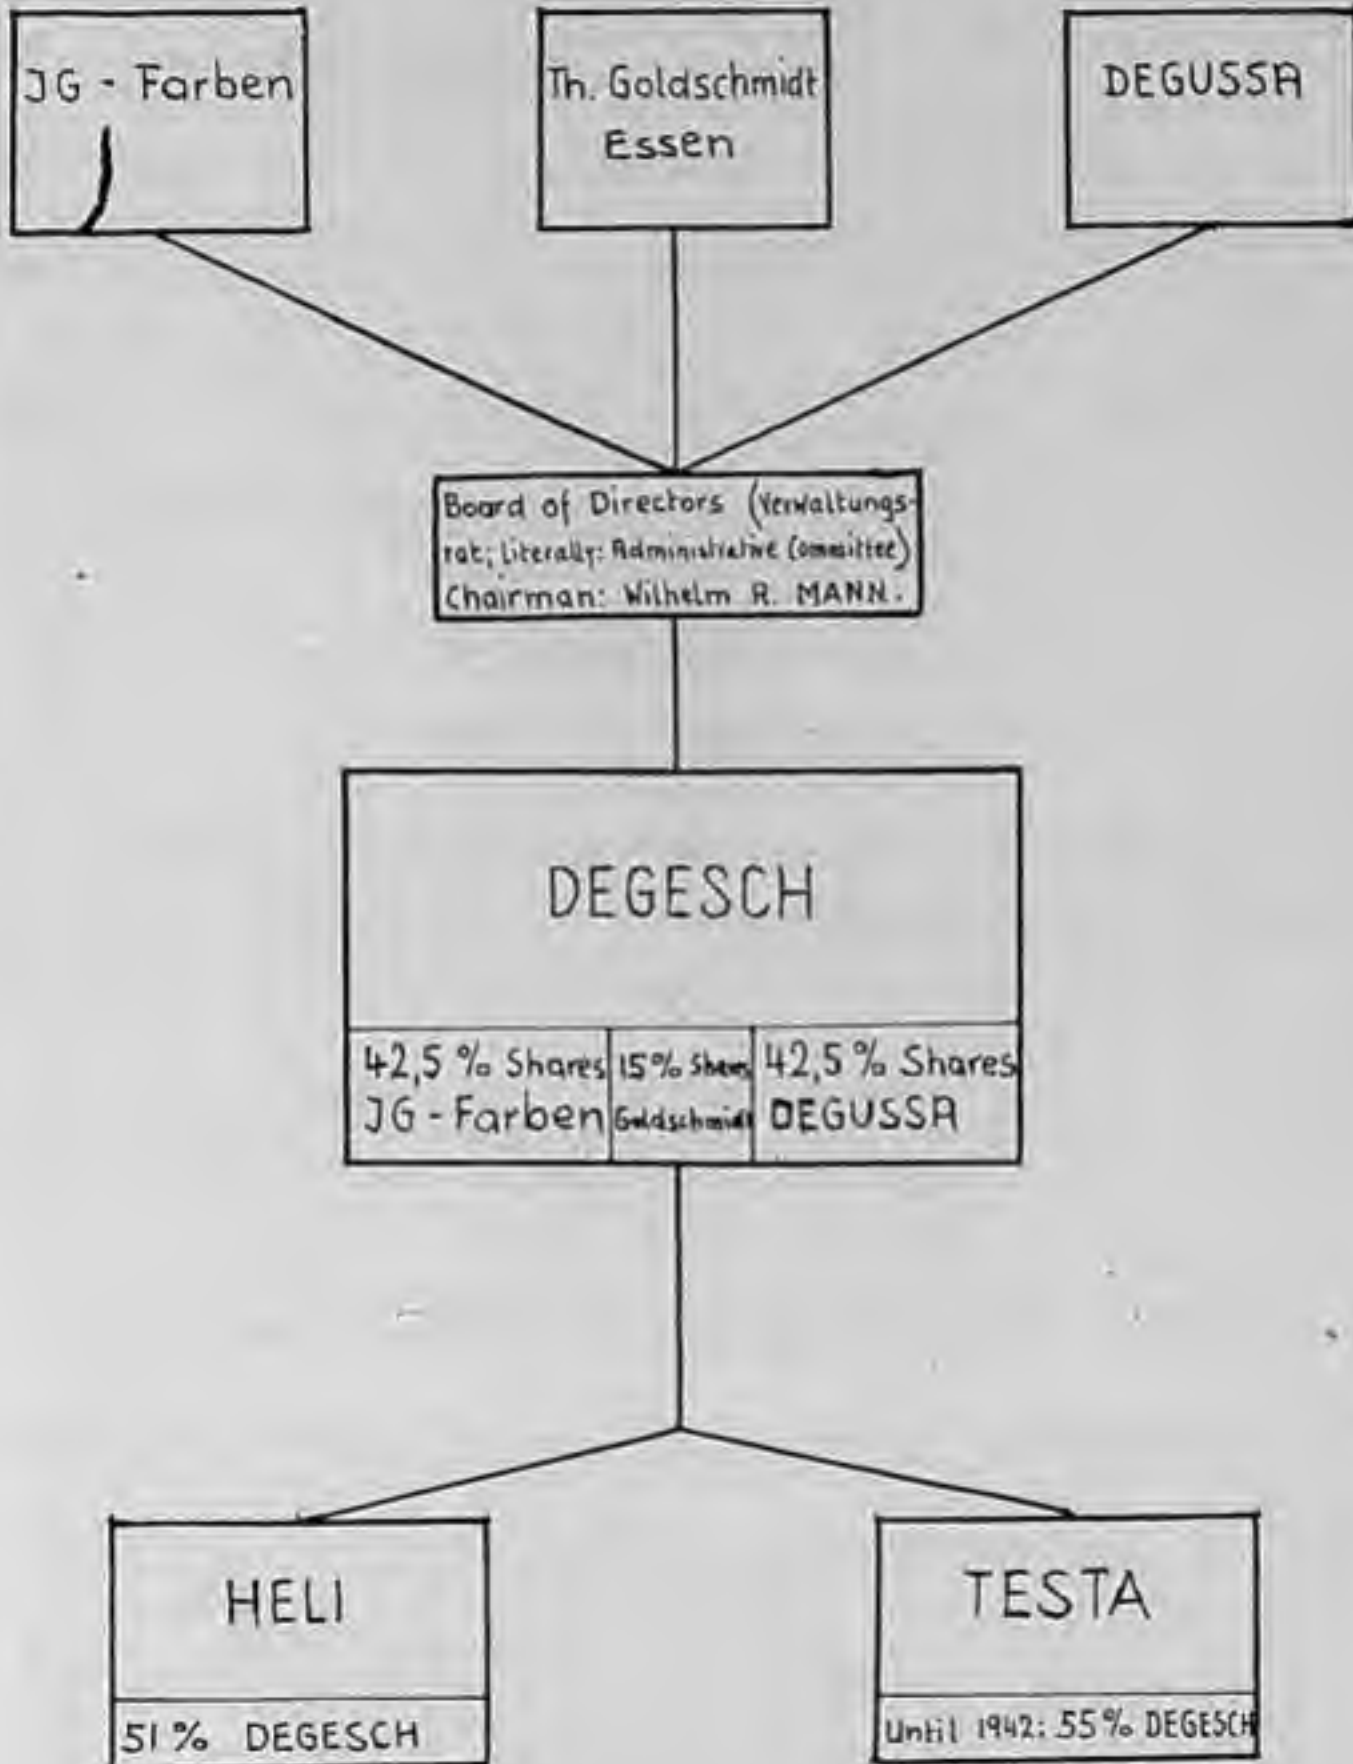 JG - Farben
Th. Goldschmidt
Essen
DEGUSSA
Board of Directors (Verwaltungs-
rat; Literally: Administrative Committee)
Chairman: Wilhelm R. MANN.
DEGESCH
42,5 % Shares
JG - Farben
15% Shares
Goldschmidt
42,5 % Shares
DEGUSSA
HELI
51 % DEGESCH
TESTA
Until 1942: 55 % DEGESCH